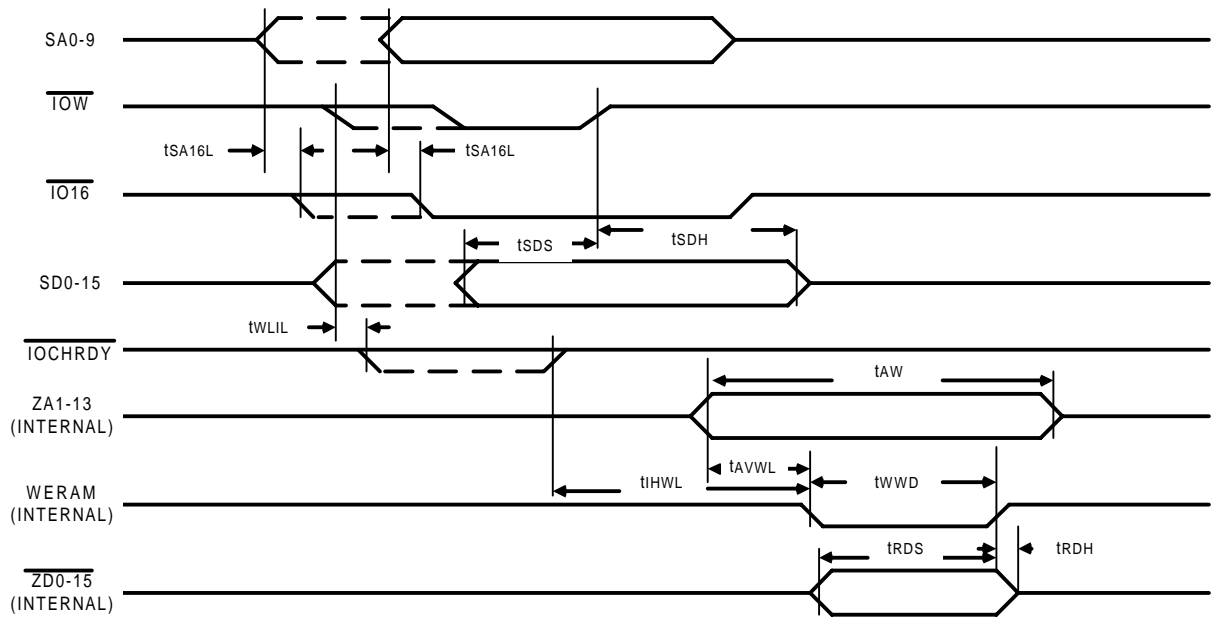 SA0-9
IOW
tSA16L
tSA16L
IO16
tSDS
tSDH
SD0-15
tWLIL
IOCHRDY
tAW
ZA1-13
(INTERNAL)
tAVWL
tIHWL
tWWD
WERAM
(INTERNAL)
tRDS
tRDH
ZD0-15
(INTERNAL)